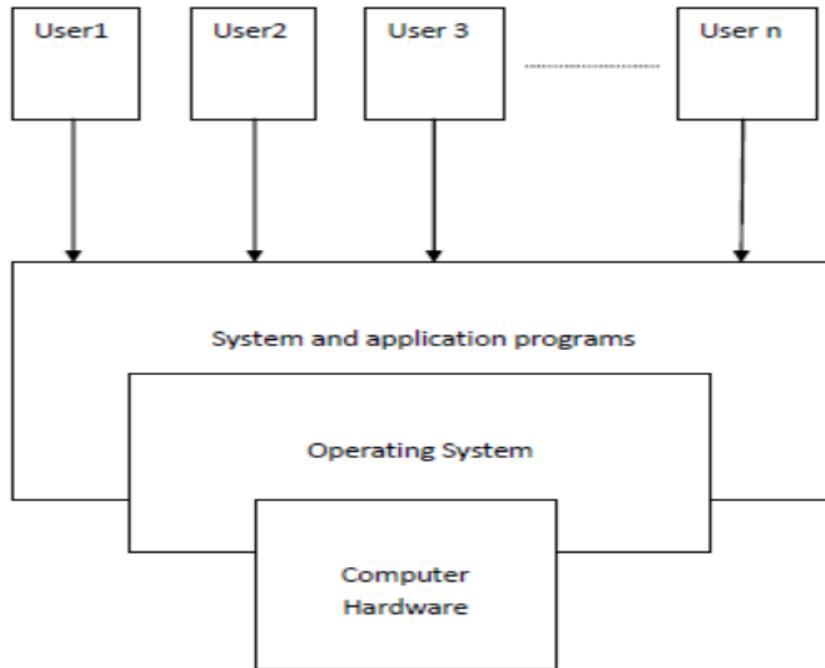 User1
User2
User 3
User n
System and application programs
Operating System
Computer
Hardware